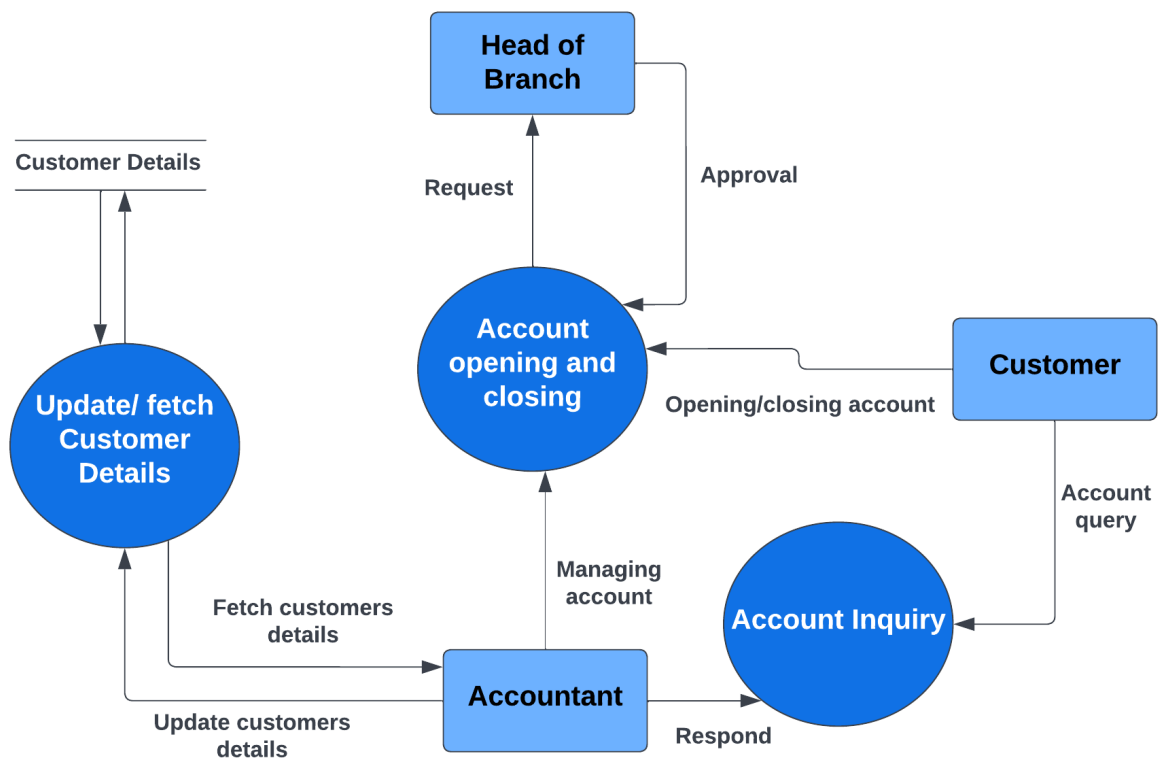 Head of
Branch
Customer Details
Request
Approval
Account
opening and
closing
Customer
Opening/closing account
Update/ fetch
Customer
Details
Account
query
Managing
account
Account Inquiry
Fetch customers
details
Accountant
Update customers
details
Respond